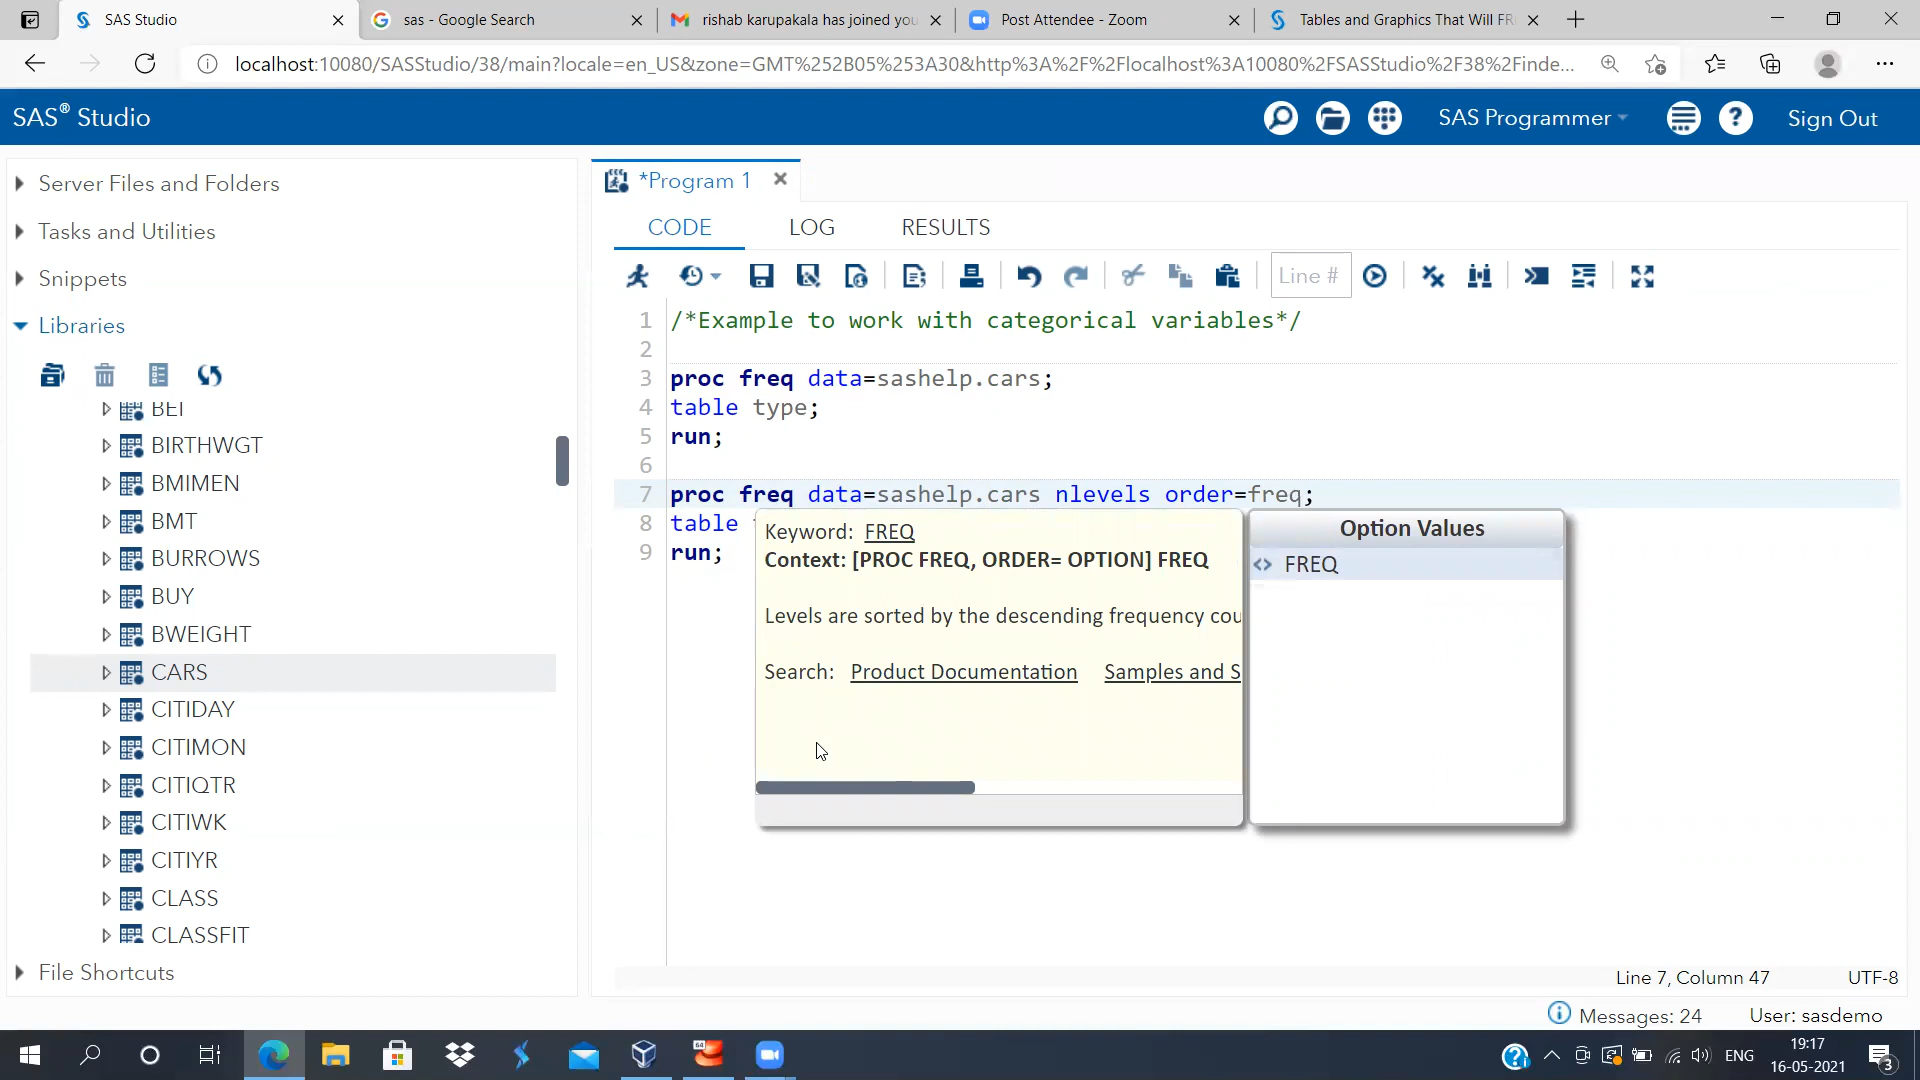 SAS Studio
sas - Google Search
rishab karupakala has joined you
Post Attendee - Zoom
Tables and Graphics That Will FR
localhost:10080/SASStudio/38/main?locale=en_US&zone=GMT%252B05%253A30&http%3A%2F%2Flocalhost%3A10080%2FSASStudio%2F38%2Finde...
SAS® Studio
SAS Programmer
Sign Out
Server Files and Folders
Tasks and Utilities
Snippets
Libraries
BEI
BIRTHWGT
BMIMEN
BMT
BURROWS
BUY
BWEIGHT
CARS
CITIDAY
CITIMON
CITIQTR
CITIWK
CITIYR
CLASS
CLASSFIT
File Shortcuts
*Program 1
CODE LOG RESULTS
Line #
1 /*Example to work with categorical variables*/
2
3 proc freq data=sashelp.cars;
4 table type;
5 run;
6
7 proc freq data=sashelp.cars nlevels order=freq;
8 table
9 run;
Keyword: FREQ
Context: [PROC FREQ, ORDER= OPTION] FREQ
Levels are sorted by the descending frequency cou
Search: Product Documentation Samples and S
Option Values
<> FREQ
Line 7, Column 47
UTF-8
Messages: 24
User: sasdemo
64
ENG
19:17
16-05-2021
3